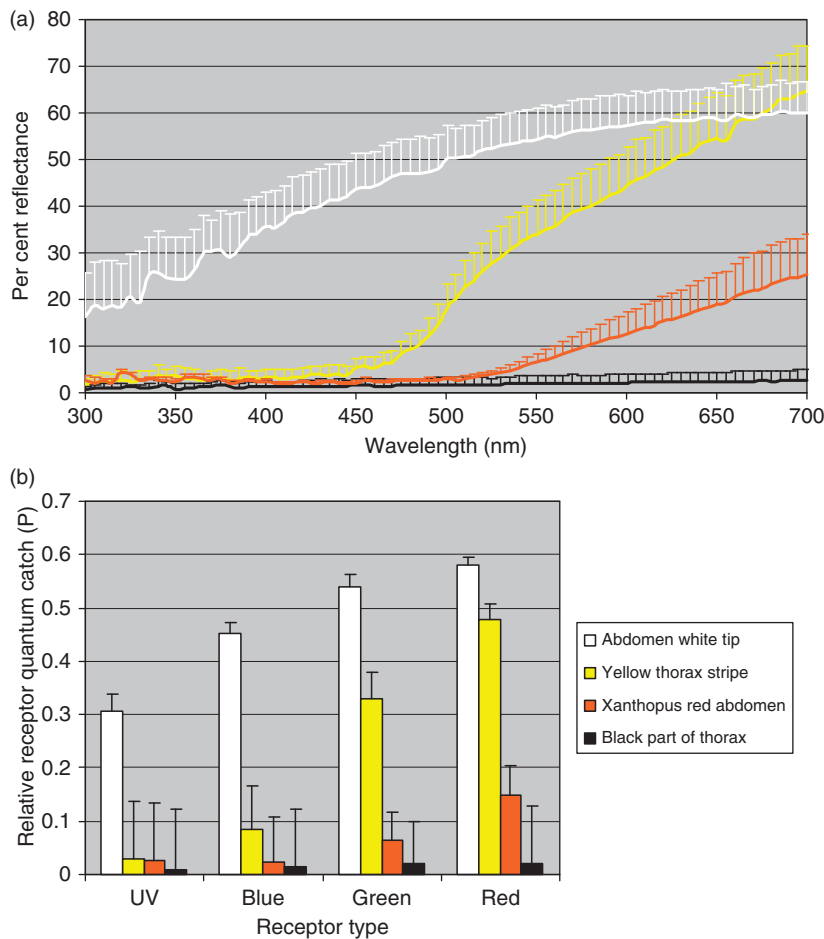 (a)
80
70
60
50
40
30
20
10
0
Per cent reflectance
300 350 400 450 500 550 600 650 700
Wavelength (nm)
(b)
0.7
0.6
0.5
0.4
0.3
0.2
0.1
0
Relative receptor quantum catch (P)
UV Blue Green Red
Receptor type
Abdomen white tip
Yellow thorax stripe
Xanthopus red abdomen
Black part of thorax